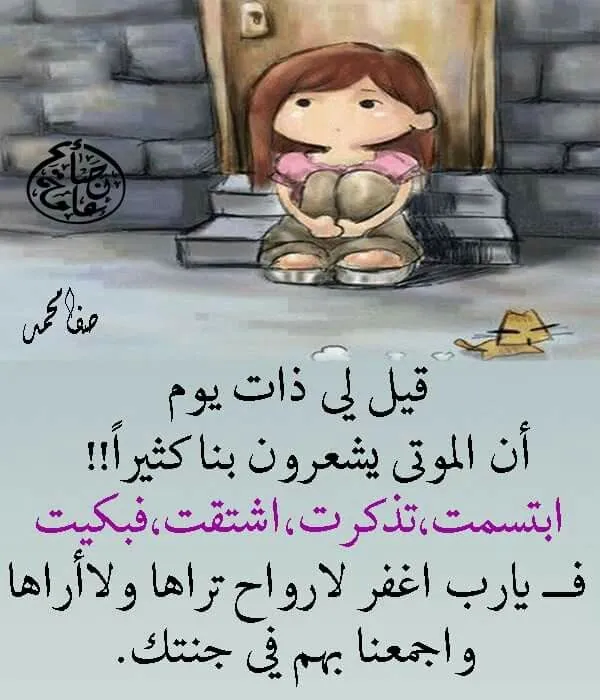 صفا محمد
قيل لي ذات يوم
أن الموتى يشعرون بنا كثيراً!!
ابتسمت،تذكرت،اشتقت،فبكيت
فـــ يارب اغفر لارواح تراها ولاأراها
واجمعنا بهم في جنتك.